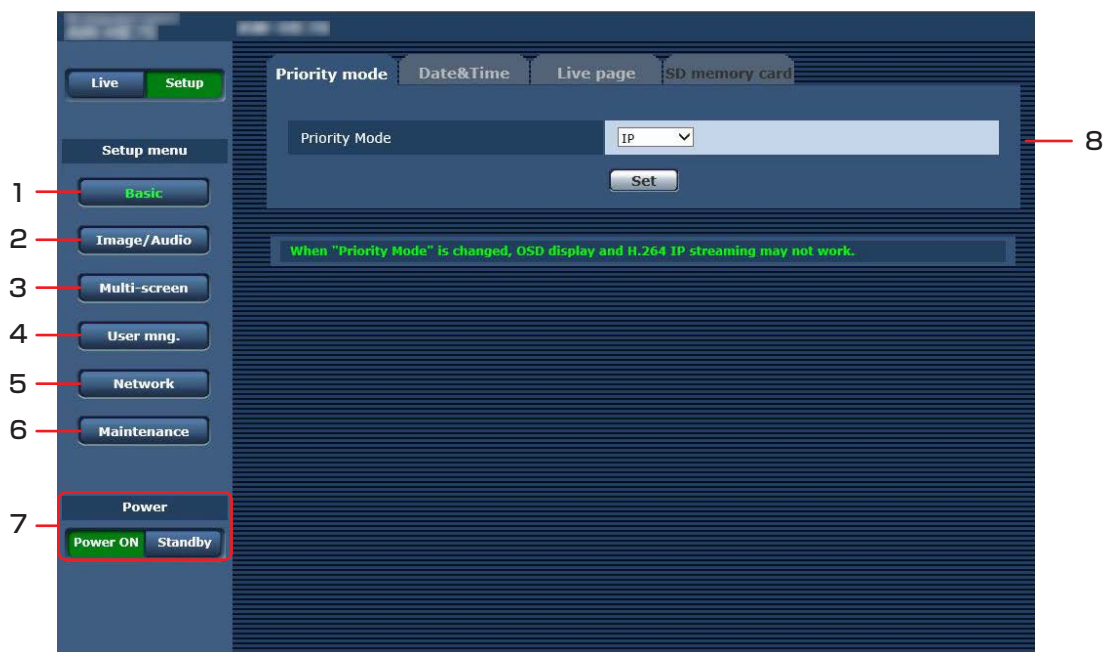 Live Setup
Priority mode Date&Time Live page SD memory card
Priority Mode IP
Set
8
When "Priority Mode" is changed, OSD display and H.264 IP streaming may not work.
Setup menu
1 Basic
2 Image/Audio
3 Multi-screen
4 User mng.
5 Network
6 Maintenance
7
Power
Power ON Standby